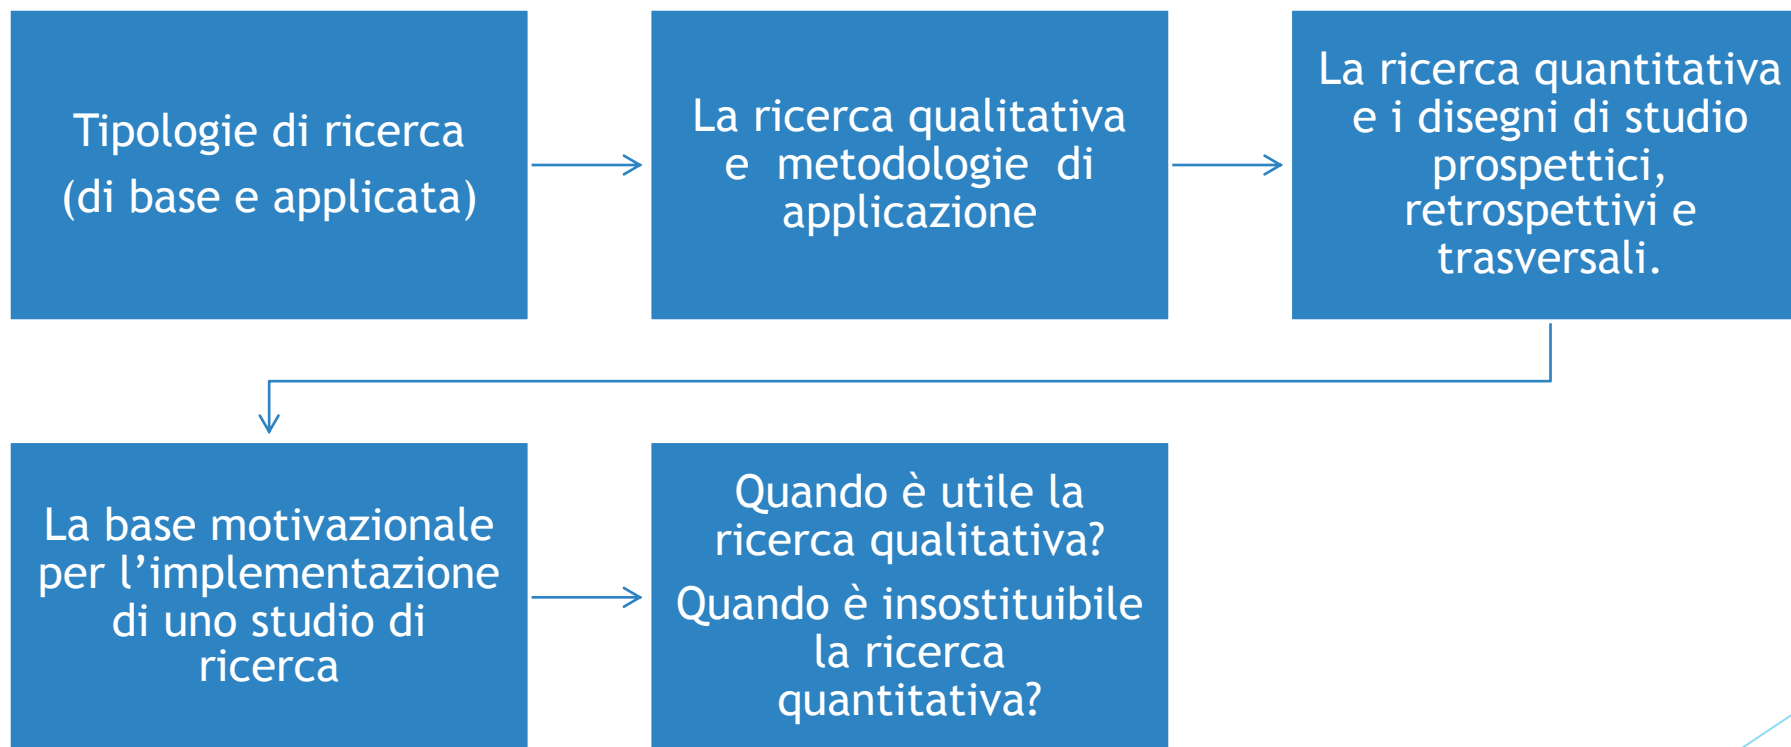 Tipologie di ricerca
(di base e applicata)
La ricerca qualitativa
e metodologie di
applicazione
La ricerca quantitativa
e i disegni di studio
prospettici,
retrospettivi e
trasversali.
La base motivazionale
per l’implementazione
di uno studio di
ricerca
Quando è utile la
ricerca qualitativa?
Quando è insostituibile
la ricerca
quantitativa?